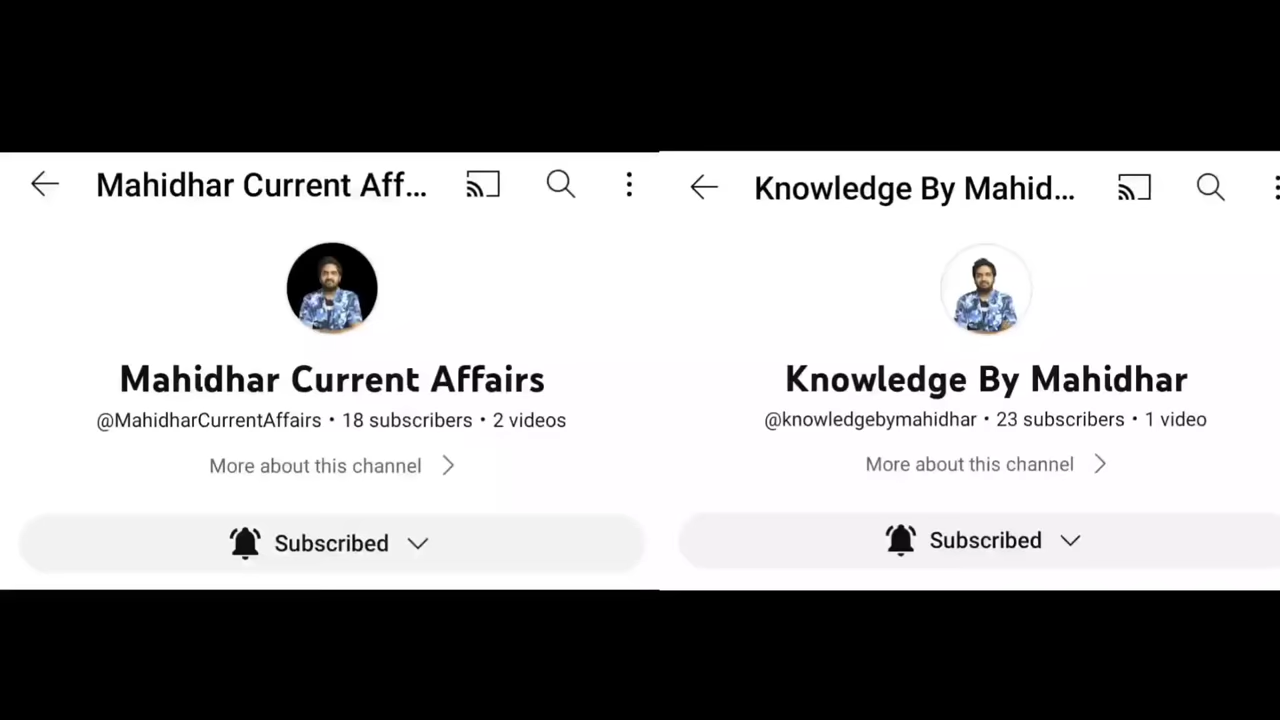 Mahidhar Current Aff...
Mahidhar Current Affairs
@MahidharCurrentAffairs • 18 subscribers • 2 videos
More about this channel
Subscribed
Knowledge By Mahid...
Knowledge By Mahidhar
@knowledgebymahidhar • 23 subscribers • 1 video
More about this channel
Subscribed